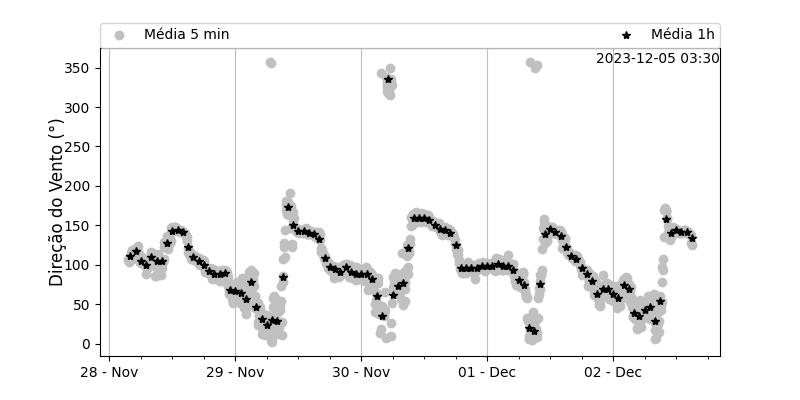 Média 5 min
Média 1h
2023-12-05 03:30
Direção do Vento (°)
350
300
250
200
150
100
50
0
28 - Nov
29 - Nov
30 - Nov
01 - Dec
02 - Dec